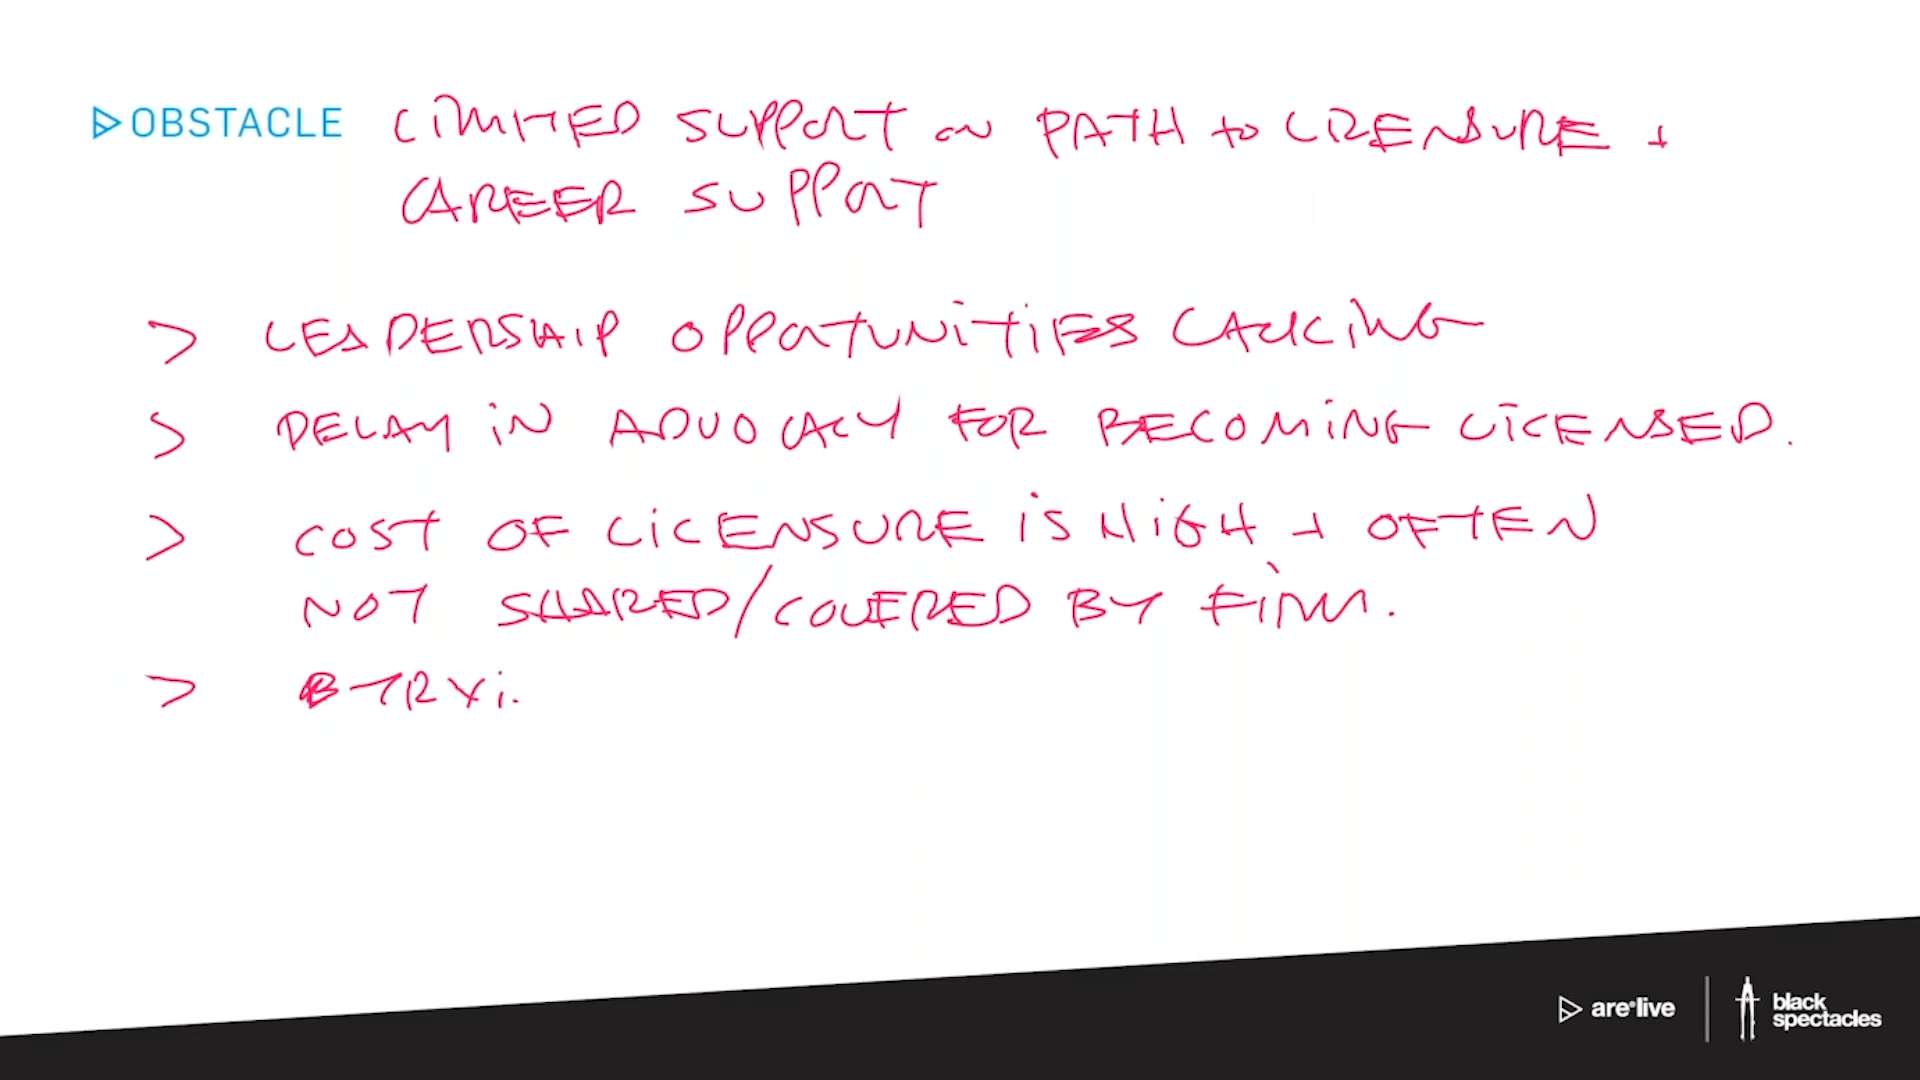 OBSTACLE LIMITED SUPPORT ON PATH TO LICENSURE +
CAREER SUPPORT
> LEADERSHIP OPPORTUNITIES LACKING
> DELAY IN ADVOCACY FOR BECOMING LICENSED.
> COST OF LICENSURE IS HIGH + OFTEN
NOT SHARED/COVERED BY FIRM.
>
are live
black
spectacles